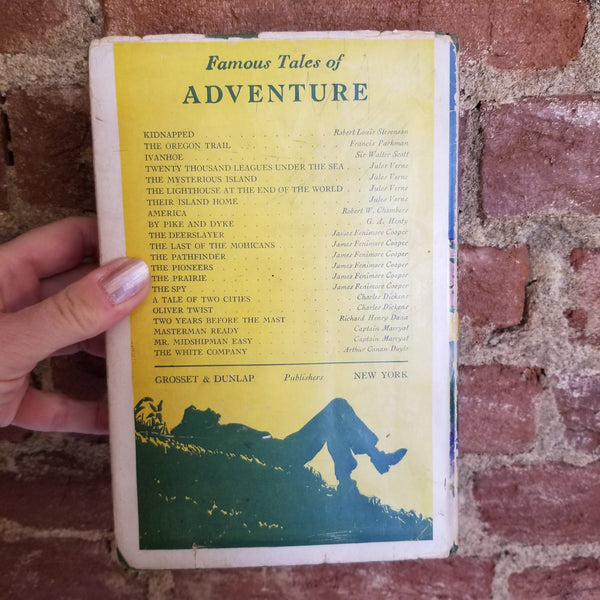 Famous Tales of
ADVENTURE
KIDNAPPED . . . . . . . . . . Robert Louis Stevenson
THE OREGON TRAIL . . . . . . . . . . Francis Parkman
IVANHOE . . . . . . . . . . Sir Walter Scott
TWENTY THOUSAND LEAGUES UNDER THE SEA . . Jules Verne
THE MYSTERIOUS ISLAND . . . . . . . . . . Jules Verne
THE LIGHTHOUSE AT THE END OF THE WORLD . . Jules Verne
THEIR ISLAND HOME . . . . . . . . . . Jules Verne
AMERICA . . . . . . . . . . Robert W. Chambers
BY PIKE AND DYKE . . . . . . . . . . G. A. Henty
THE DEERSLAYER . . . . . . . . . . James Fenimore Cooper
THE LAST OF THE MOHICANS . . . . . James Fenimore Cooper
THE PATHFINDER . . . . . . . . . . James Fenimore Cooper
THE PIONEERS . . . . . . . . . . James Fenimore Cooper
THE PRAIRIE . . . . . . . . . . James Fenimore Cooper
THE SPY . . . . . . . . . . James Fenimore Cooper
A TALE OF TWO CITIES . . . . . . . . . . Charles Dickens
OLIVER TWIST . . . . . . . . . . Charles Dickens
TWO YEARS BEFORE THE MAST . . . . . Richard Henry Dana
MASTERMAN READY . . . . . . . . . . Captain Marryat
MR. MIDSHIPMAN EASY . . . . . . . . . . Captain Marryat
THE WHITE COMPANY . . . . . . . . . . Arthur Conan Doyle
GROSSET & DUNLAP Publishers NEW YORK